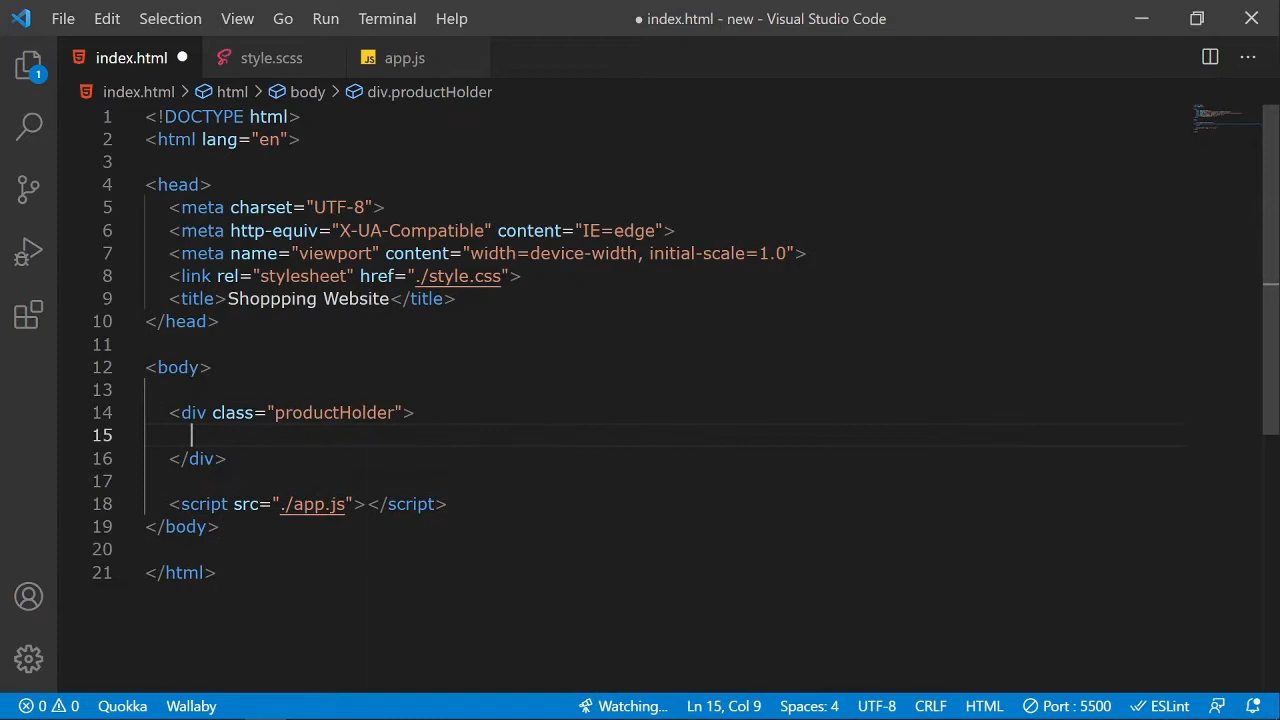 File Edit Selection View Go Run Terminal Help ● index.html - new - Visual Studio Code
index.html ● style.scss JS app.js
1
index.html > html > body > div.productHolder
1 <!DOCTYPE html>
2 <html lang="en">
3
4 <head>
5 <meta charset="UTF-8">
6 <meta http-equiv="X-UA-Compatible" content="IE=edge">
7 <meta name="viewport" content="width=device-width, initial-scale=1.0">
8 <link rel="stylesheet" href="./style.css">
9 <title>Shoppping Website</title>
10 </head>
11
12 <body>
13
14 <div class="productHolder">
15
16 </div>
17
18 <script src="./app.js"></script>
19 </body>
20
21 </html>
0 0 Quokka Wallaby Watching... Ln 15, Col 9 Spaces: 4 UTF-8 CRLF HTML Port : 5500 ESLint